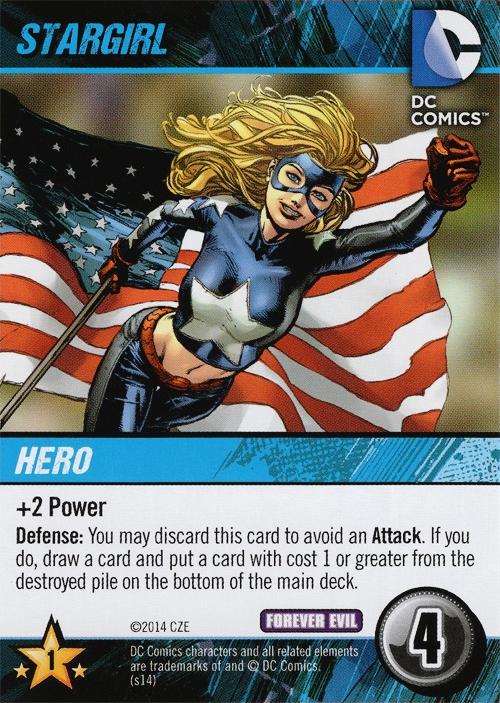 STARGIRL
DC
DC
COMICS™
HERO
+2 Power
Defense: You may discard this card to avoid an Attack. If you
do, draw a card and put a card with cost 1 or greater from the
destroyed pile on the bottom of the main deck.
©2014 CZE
FOREVER EVIL
1
DC Comics characters and all related elements
are trademarks of and © DC Comics.
(s14)
4